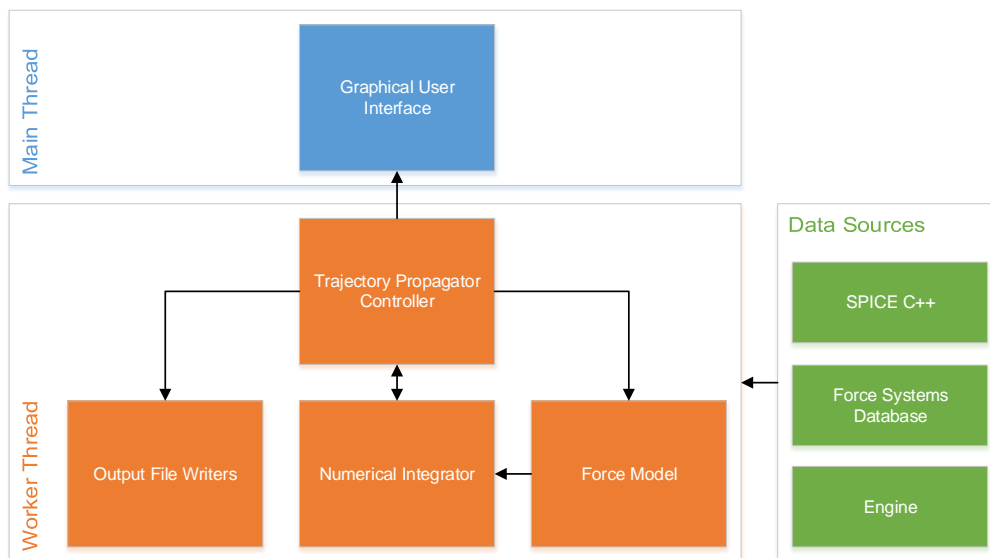 Main Thread
Graphical User
Interface
Worker Thread
Trajectory Propagator
Controller
Output File Writers
Numerical Integrator
Force Model
Data Sources
SPICE C++
Force Systems
Database
Engine